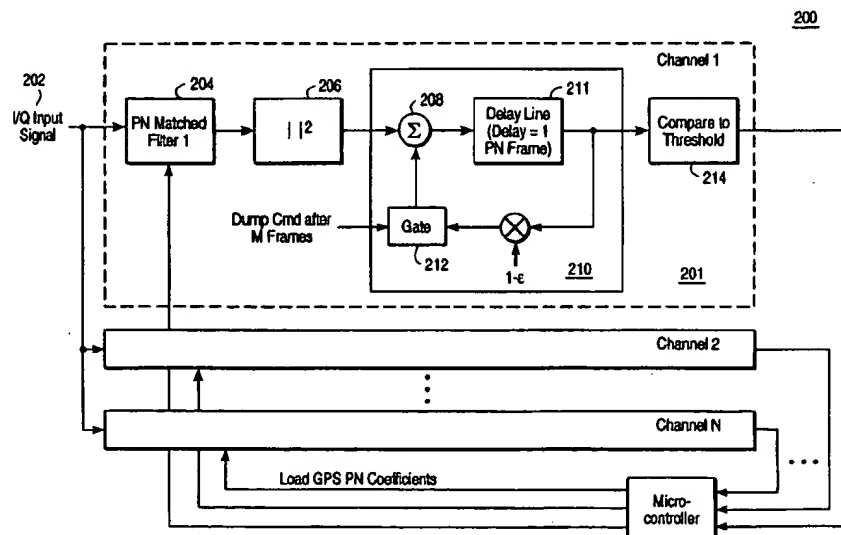 200
Channel 1
202
I/Q Input
Signal
204
PN Matched
Filter 1
206
| |2
208
Σ
211
Delay Line
(Delay = 1
PN Frame)
Compare to
Threshold
214
Dump Cmd after
M Frames
Gate
212
1-ε
210
201
Channel 2
Channel N
Load GPS PN Coefficients
Micro-
controller